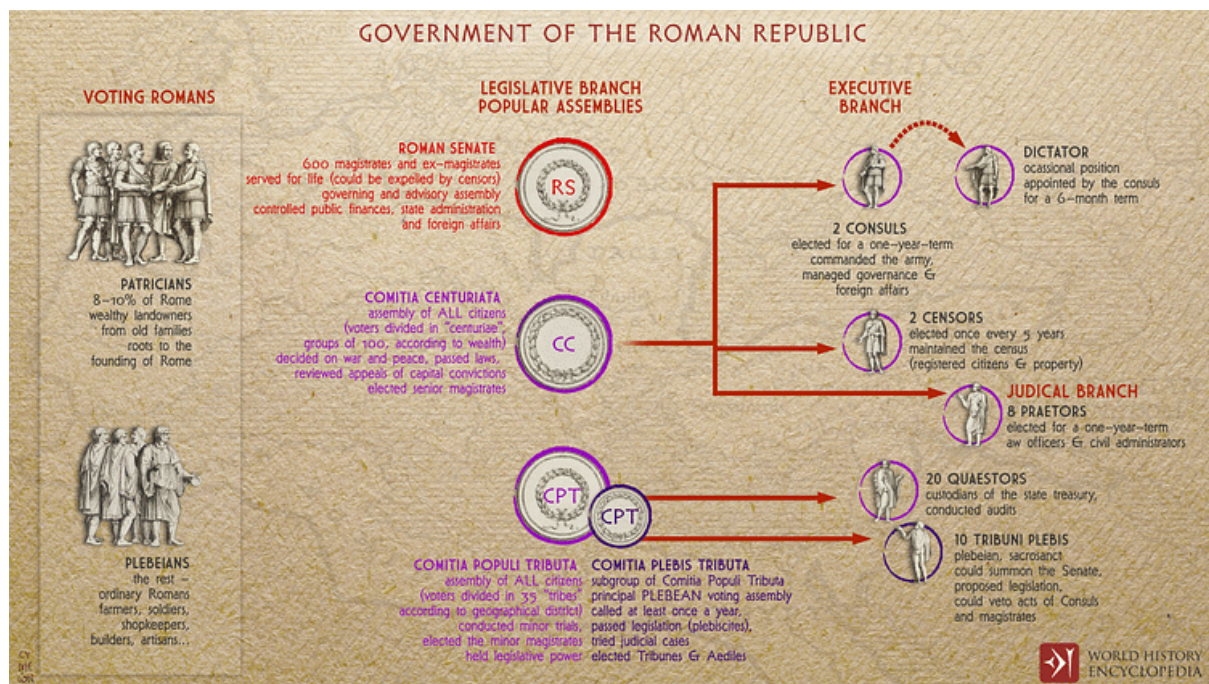 GOVERNMENT OF THE ROMAN REPUBLIC
VOTING ROMANS
PATRICIANS
8-10% of Rome
wealthy landowners
from old families
roots to the
founding of Rome
PLEBEIANS
the rest -
ordinary Romans
farmers, soldiers,
shopkeepers,
builders, artisans...
LEGISLATIVE BRANCH
POPULAR ASSEMBLIES
ROMAN SENATE
600 magistrates and ex-magistrates
served for life (could be expelled by censors)
governing and advisory assembly
controlled public finances, state administration
and foreign affairs
RS
COMITIA CENTURIATA
assembly of ALL citizens
(voters divided in "centuriae",
groups of 100, according to wealth)
decided on war and peace, passed laws,
reviewed appeals of capital convictions
elected senior magistrates
CC
CPT
CPT
COMITIA POPULI TRIBUTA
assembly of ALL citizens
(voters divided in 35 "tribes"
according to geographical district)
conducted minor trials,
elected the minor magistrates
held legislative power
COMITIA PLEBIS TRIBUTA
subgroup of Comitia Populi Tributa
principal PLEBEAN voting assembly
called at least once a year,
passed legislation (plebiscites),
tried judicial cases
elected Tribunes & Aediles
EXECUTIVE
BRANCH
2 CONSULS
elected for a one-year-term
commanded the army,
managed governance &
foreign affairs
DICTATOR
ocassional position
appointed by the consuls
for a 6-month term
2 CENSORS
elected once every 5 years
maintained the census
(registered citizens & property)
JUDICAL BRANCH
8 PRAETORS
elected for a one-year-term
aw officers & civil administrators
20 QUAESTORS
custodians of the state treasury,
conducted audits
10 TRIBUNI PLEBIS
plebeian, sacrosanct
could summon the Senate,
proposed legislation,
could veto acts of Consuls
and magistrates
WORLD HISTORY
ENCYCLOPEDIA